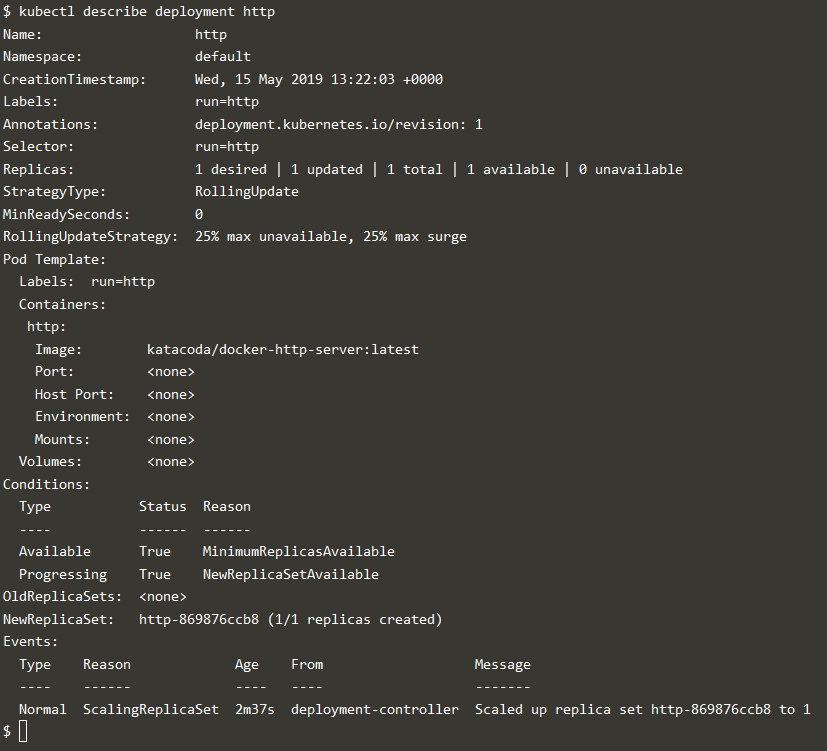 $ kubectl describe deployment http
Name:                   http
Namespace:              default
CreationTimestamp:      Wed, 15 May 2019 13:22:03 +0000
Labels:                 run=http
Annotations:            deployment.kubernetes.io/revision: 1
Selector:               run=http
Replicas:               1 desired | 1 updated | 1 total | 1 available | 0 unavailable
StrategyType:           RollingUpdate
MinReadySeconds:        0
RollingUpdateStrategy:  25% max unavailable, 25% max surge
Pod Template:
  Labels:  run=http
  Containers:
   http:
    Image:        katacoda/docker-http-server:latest
    Port:         <none>
    Host Port:    <none>
    Environment:  <none>
    Mounts:       <none>
  Volumes:        <none>
Conditions:
  Type           Status  Reason
  ----           ------  ------
  Available      True    MinimumReplicasAvailable
  Progressing    True    NewReplicaSetAvailable
OldReplicaSets:  <none>
NewReplicaSet:   http-869876ccb8 (1/1 replicas created)
Events:
  Type    Reason             Age    From                   Message
  ----    ------             ----   ----                   -------
  Normal  ScalingReplicaSet  2m37s  deployment-controller  Scaled up replica set http-869876ccb8 to 1
$